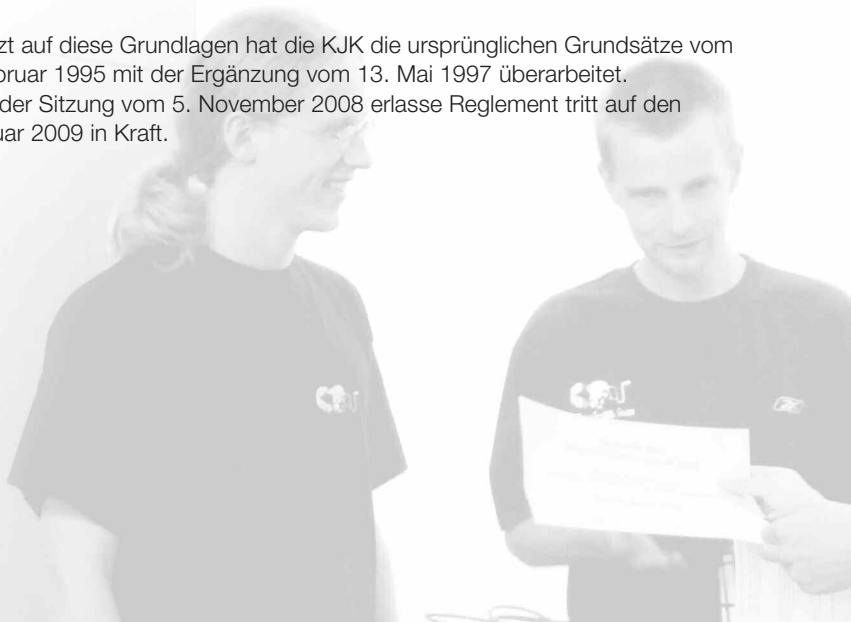 zt auf diese Grundlagen hat die KJK die ursprünglichen Grundsätze vom
bruar 1995 mit der Ergänzung vom 13. Mai 1997 überarbeitet.
der Sitzung vom 5. November 2008 erlasse Reglement tritt auf den
uar 2009 in Kraft.